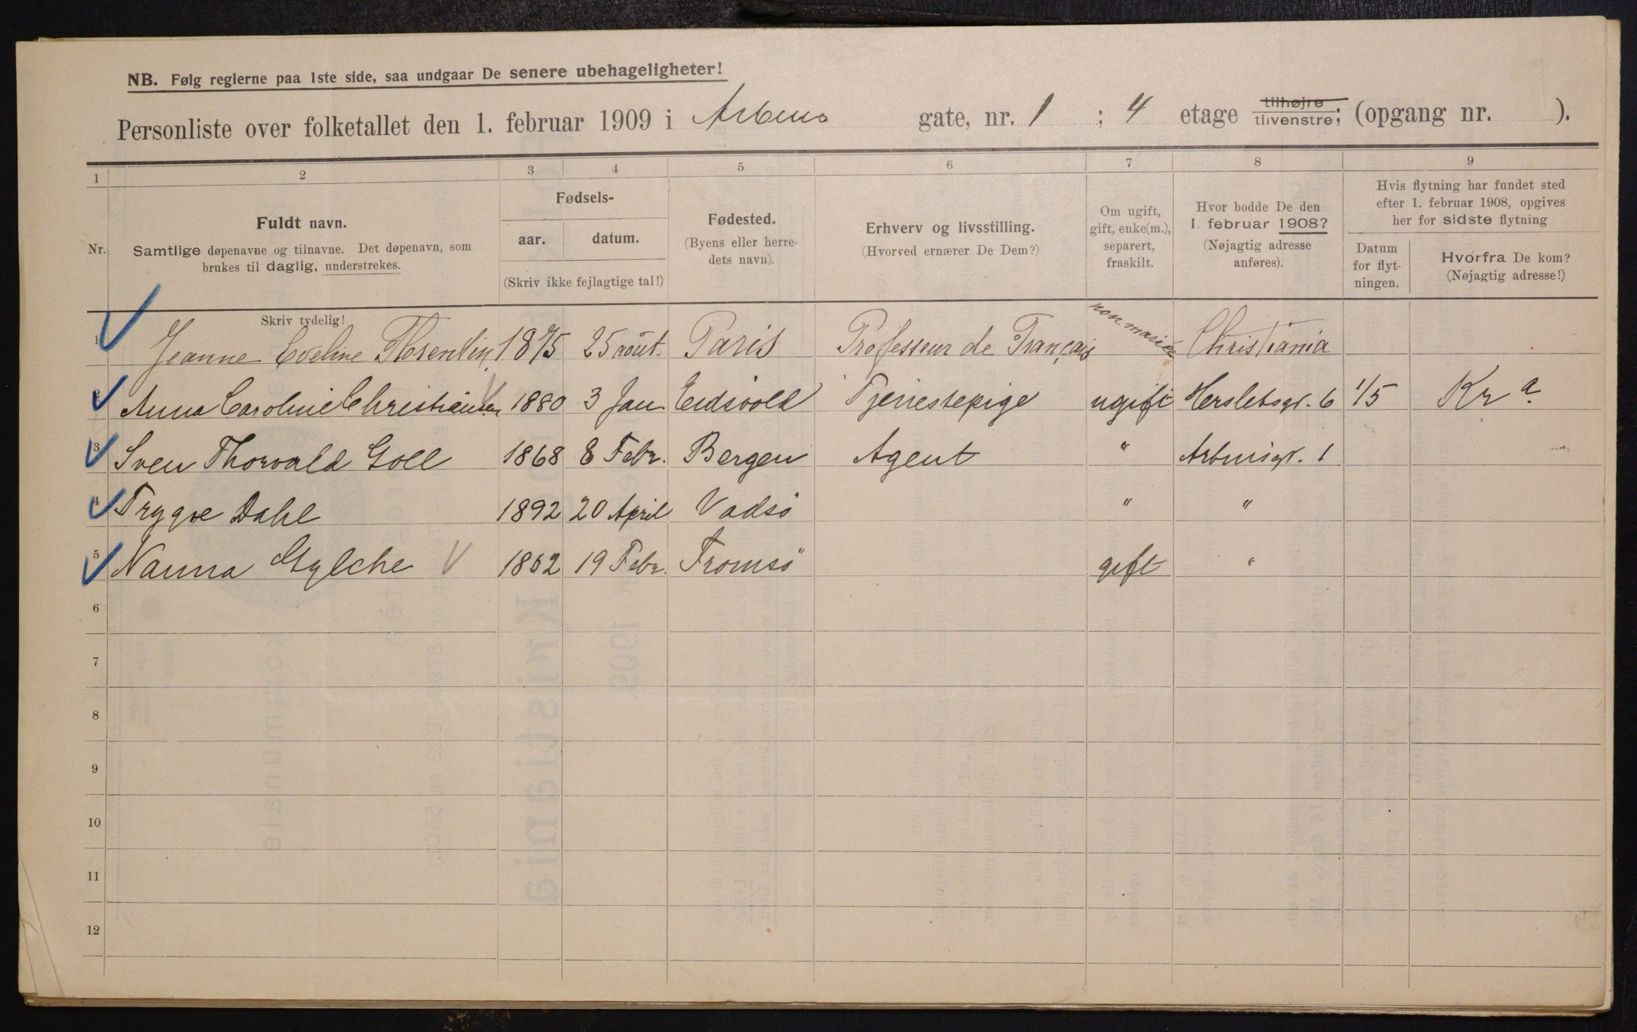 NB. Følg reglerne paa 1ste side, saa undgaar De senere ubehageligheter!
Personliste over folketallet den 1. februar 1909 i Arbins gate, nr. 1 ; 4 etage tilhøjre tilvenstre; (opgang nr. ).
1 2 3 4 5 6 7 8 9
Nr.
Fuldt navn.
Samtlige døpenavne og tilnavne. Det døpenavn, som
brukes til daglig, understrekes.
Skriv tydelig!
Fødsels-
aar. datum.
(Skriv ikke fejlagtige tal!)
Fødested.
(Byens eller herre-
dets navn).
Erhverv og livsstilling.
(Hvorved ernærer De Dem?)
Om ugift,
gift, enke(m.),
separert,
fraskilt.
Hvor bodde De den
1. februar 1908?
(Nøjagtig adresse
anføres).
Hvis flytning har fundet sted
efter 1. februar 1908, opgives
her for sidste flytning
Datum
for flyt-
ningen.
Hvorfra De kom?
(Nøjagtig adresse!)
1 Jeanne Eveline 1875 25 août. Paris Professeur de Français non mariée Christiania
Anna Caroline Christiansen 1880 3 Jan. Eidsvold Tjenestepige ugift Herslebsgt. 6 1/5 Kr a.
3 Sven Thorvald Goll 1868 8 Febr. Bergen Agent " Arbinsgt. 1
4 Trygve Dahl 1892 20 April Vadsö " "
5 Nanna 1862 19 Febr. Tromsö gift "
6
7
8
9
10
11
12